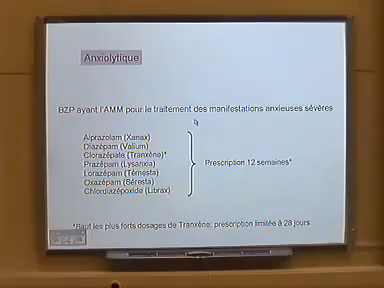 Anxiolytique
BZP ayant l'AMM pour le traitement des manifestations anxieuses sévères
Alprazolam (Xanax)
Diazépam (Valium)
Clorazépate (Tranxène)*
Prazépam (Lysanxia)
Lorazépam (Témesta)
Oxazépam (Séresta)
Chlordiazépoxide (Librax)
Prescription 12 semaines*
*Sauf les plus forts dosages de Tranxène: prescription limitée à 28 jours